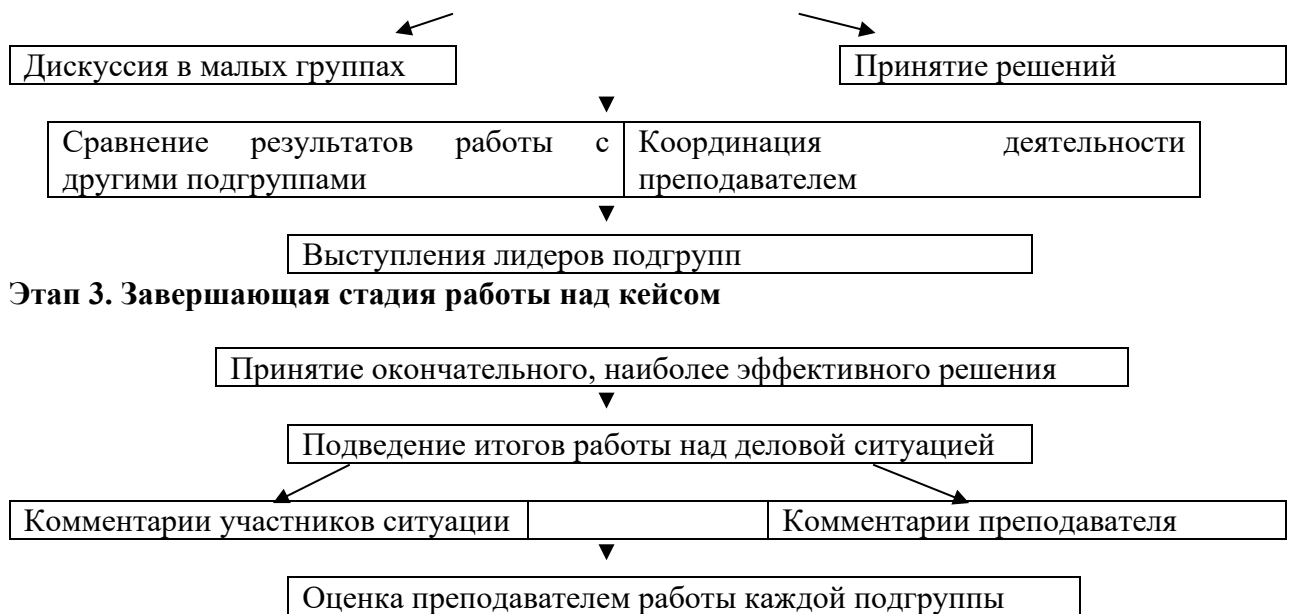 Дискуссия в малых группах
Принятие решений
Сравнение результатов работы с
другими подгруппами
Координация деятельности
преподавателем
Выступления лидеров подгрупп
Этап 3. Завершающая стадия работы над кейсом
Принятие окончательного, наиболее эффективного решения
Подведение итогов работы над деловой ситуацией
Комментарии участников ситуации
Комментарии преподавателя
Оценка преподавателем работы каждой подгруппы